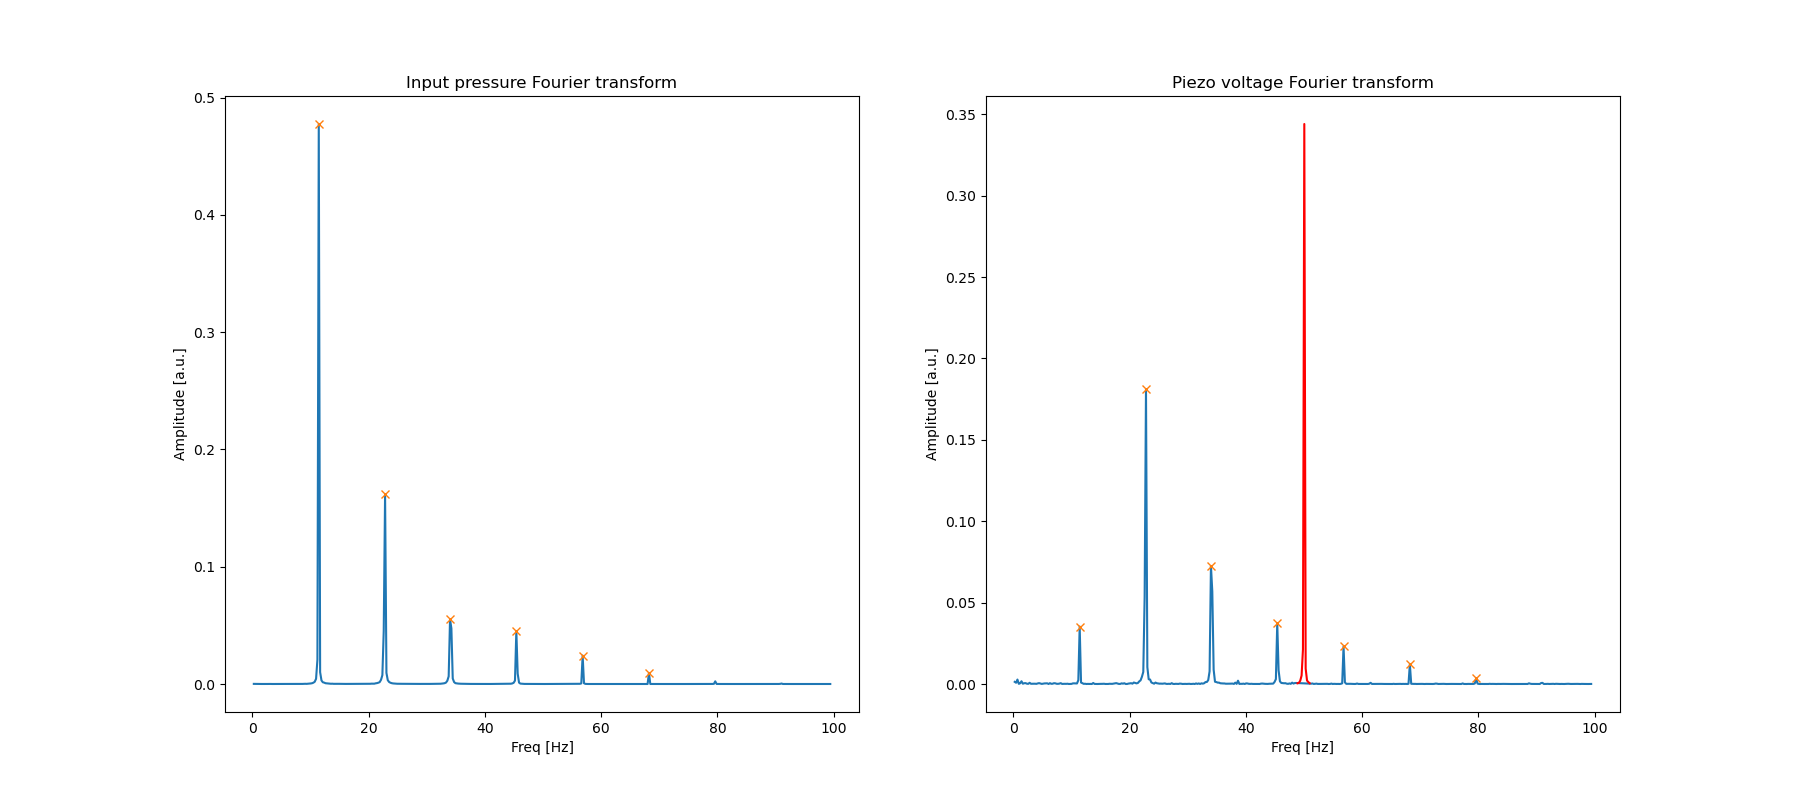 Input pressure Fourier transform
0.5
0.4
0.3
0.2
0.1
0.0
Amplitude [a.u.]
0 20 40 60 80 100
Freq [Hz]
Piezo voltage Fourier transform
0.35
0.30
0.25
0.20
0.15
0.10
0.05
0.00
Amplitude [a.u.]
0 20 40 60 80 100
Freq [Hz]